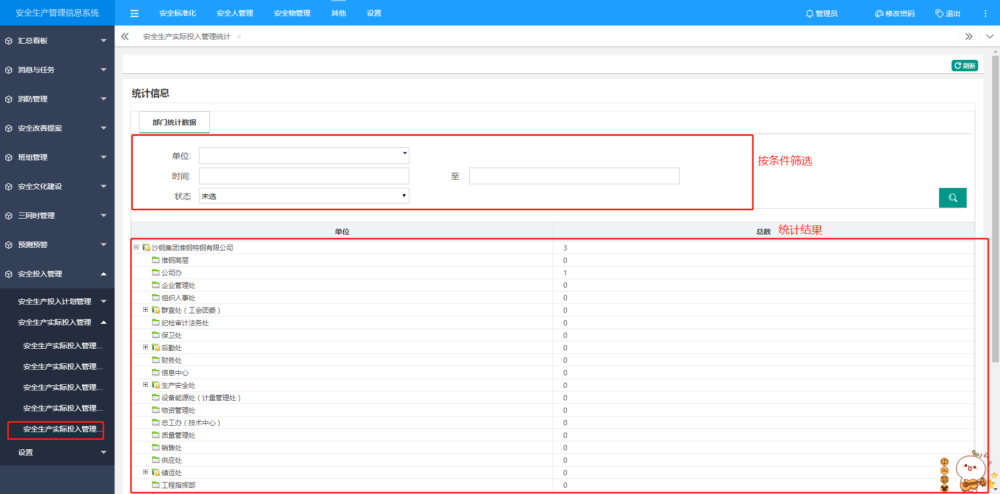 安全生产管理信息系统
安全标准化 安全人管理 安全物管理 其他 设置 管理员 修改密码 退出
安全生产实际投入管理统计
汇总看板
消息与任务
消防管理
安全改善提案
班组管理
安全文化建设
三同时管理
预测预警
安全投入管理
安全生产投入计划管理
安全生产实际投入管理
安全生产实际投入管理...
安全生产实际投入管理...
安全生产实际投入管理...
安全生产实际投入管理...
安全生产实际投入管理...
设置
刷新
统计信息
部门统计数据
单位:
时间: 至:
状态 未选
按条件筛选
单位 总数 统计结果
沙钢集团淮钢特钢有限公司 3
淮钢高层 0
公司办 1
企业管理处 0
组织人事处 0
群宣处（工会团委） 0
纪检审计法务处 0
保卫处 0
后勤处 0
财务处 0
信息中心 0
生产安全处 0
设备能源处（计量管理处） 0
物资管理处 0
总工办（技术中心） 0
质量管理处 0
销售处 0
供应处 0
储运处 0
工程指挥部 0
中
简